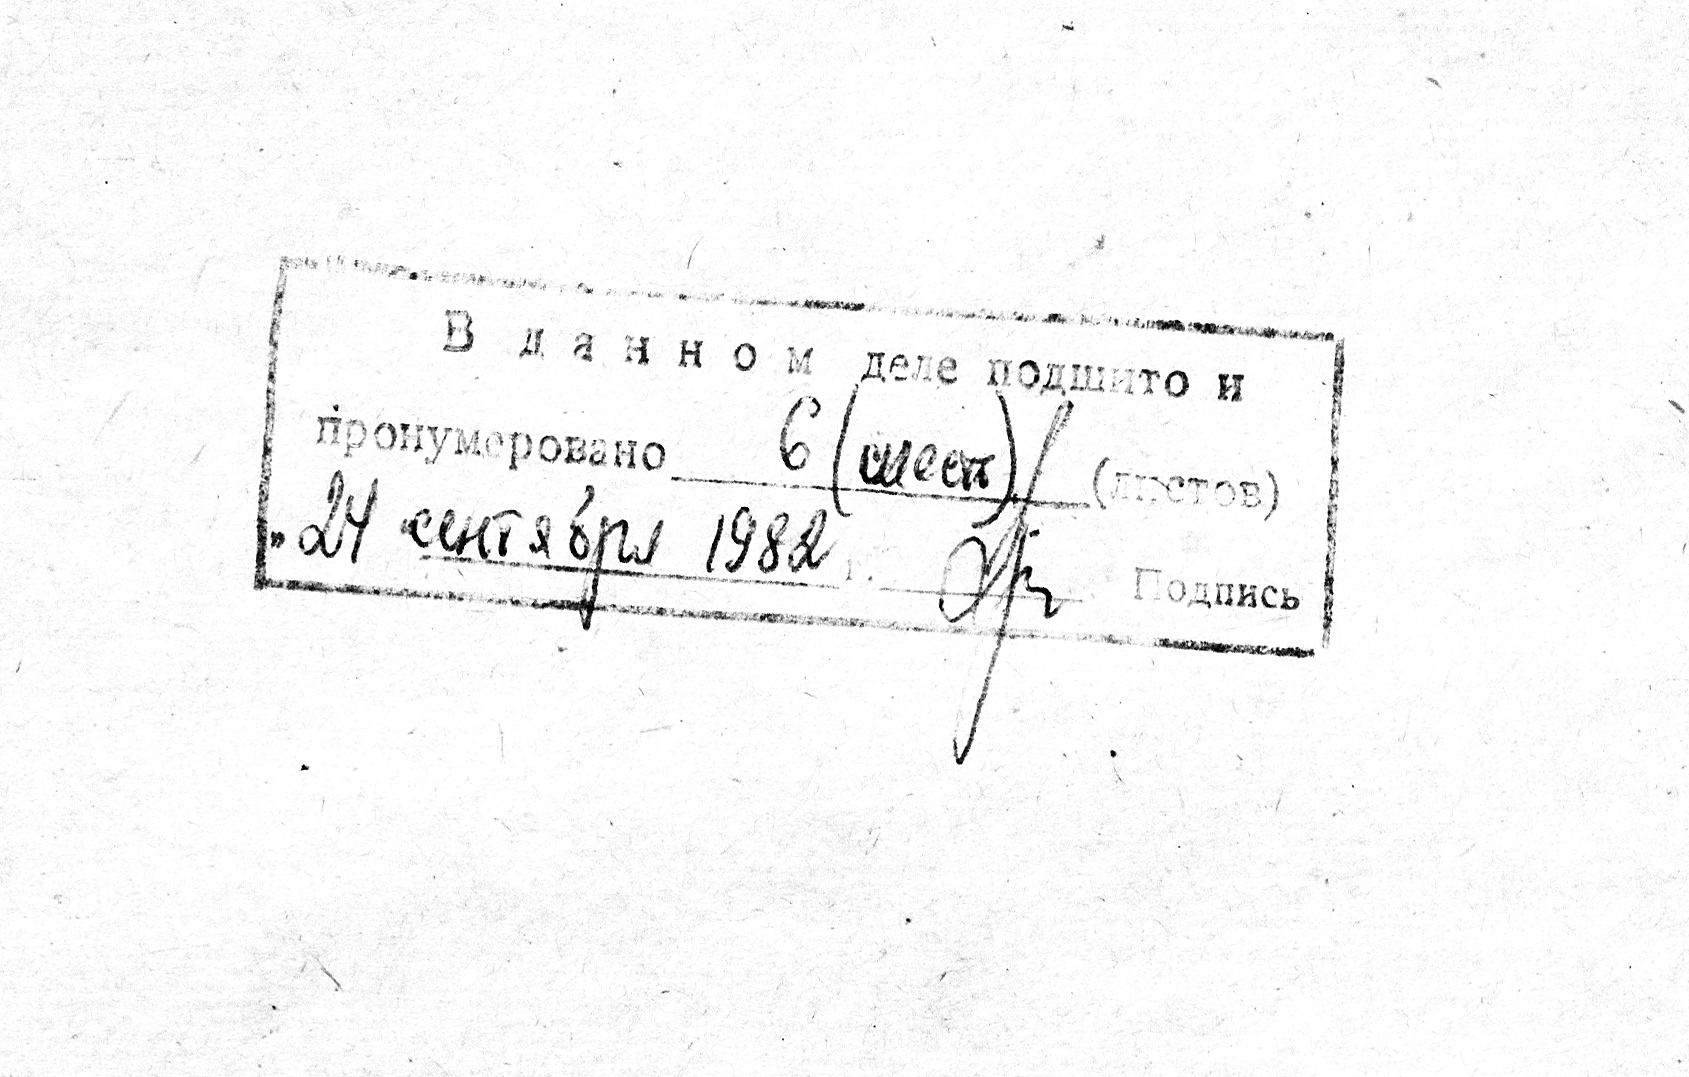 В данном деле подшито и
пронумеровано 6 (шесть) (листов)
"24 сентября 1982 г. Подпись